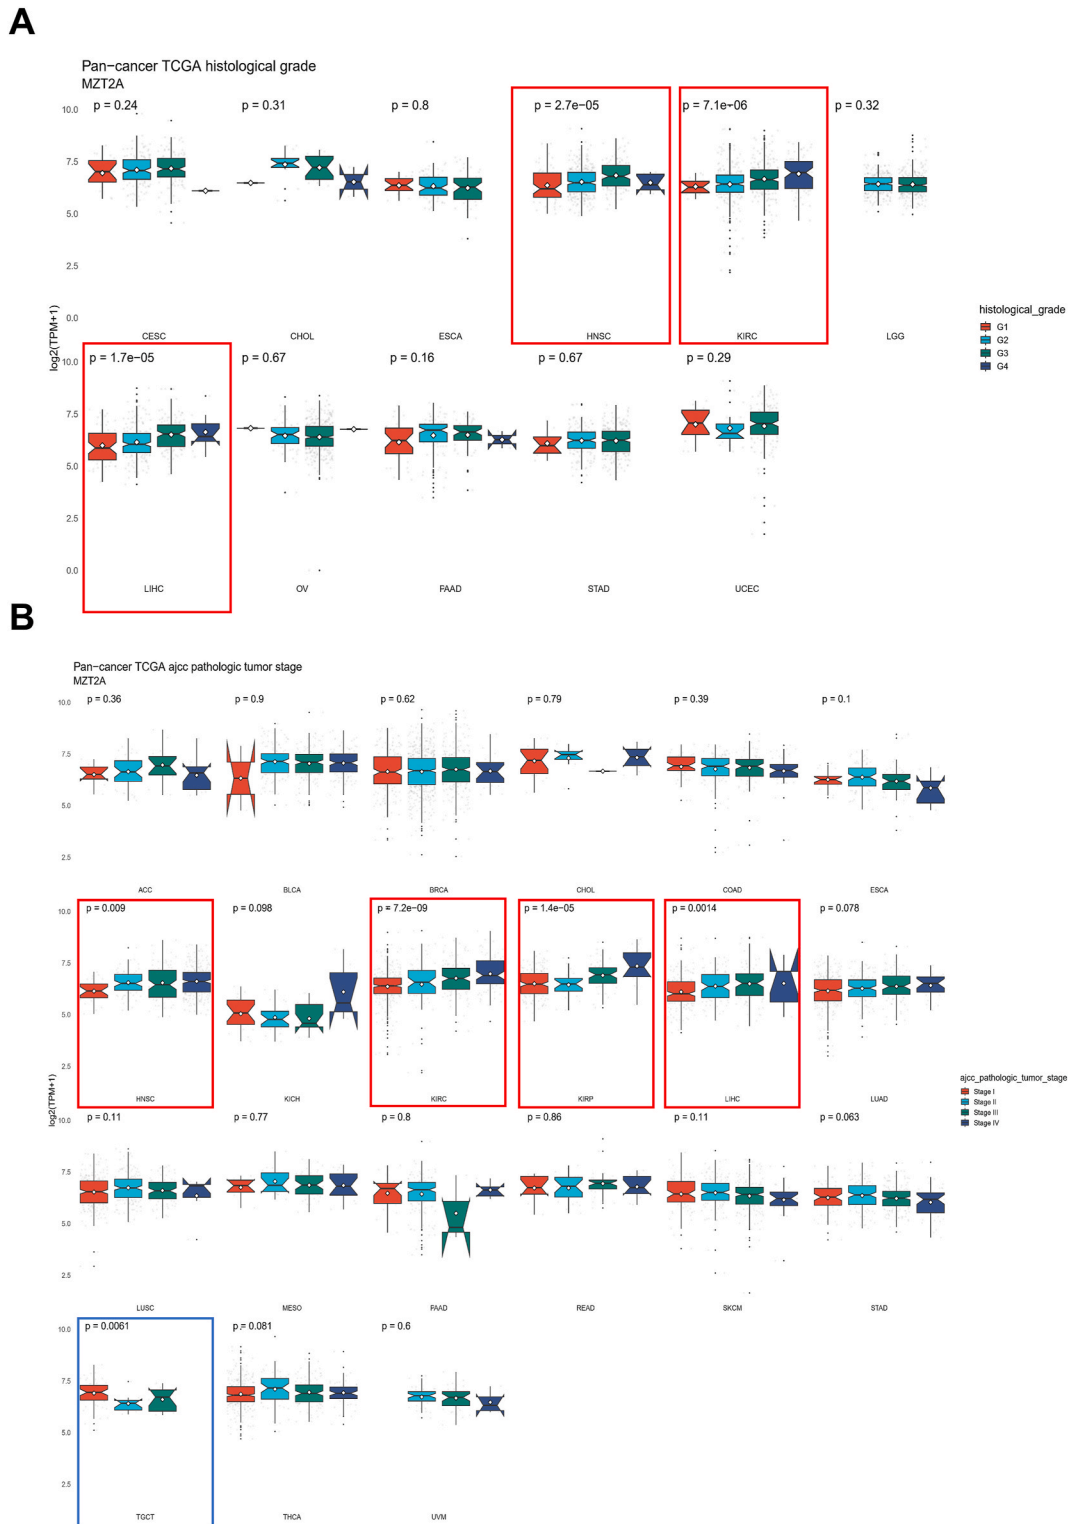 A
Pan-cancer TCGA histological grade
MZT2A
p = 0.24
p = 0.31
p = 0.8
p = 2.7e-05
p = 7.1e-06
p = 0.32
10.0
7.5
5.0
2.5
0.0
CESC
CHOL
ESCA
HNSC
KIRC
LGG
log2(TPM+1)
histological_grade
G1
G2
G3
G4
p = 1.7e-05
p = 0.67
p = 0.16
p = 0.67
p = 0.29
10.0
7.5
5.0
2.5
0.0
LIHC
OV
PAAD
STAD
UCEC
B
Pan-cancer TCGA ajcc pathologic tumor stage
MZT2A
p = 0.36
p = 0.9
p = 0.62
p = 0.79
p = 0.39
p = 0.1
10.0
7.5
5.0
2.5
ACC
BLCA
BRCA
CHOL
COAD
ESCA
p = 0.009
p = 0.098
p = 7.2e-09
p = 1.4e-05
p = 0.0014
p = 0.078
10.0
7.5
5.0
2.5
HNSC
KICH
KIRC
KIRP
LIHC
LUAD
log2(TPM+1)
ajcc_pathologic_tumor_stage
Stage I
Stage II
Stage III
Stage IV
p = 0.11
p = 0.77
p = 0.8
p = 0.86
p = 0.11
p = 0.063
10.0
7.5
5.0
2.5
LUSC
MESO
PAAD
READ
SKCM
STAD
p = 0.0061
p = 0.081
p = 0.6
10.0
7.5
5.0
2.5
TGCT
THCA
UVM